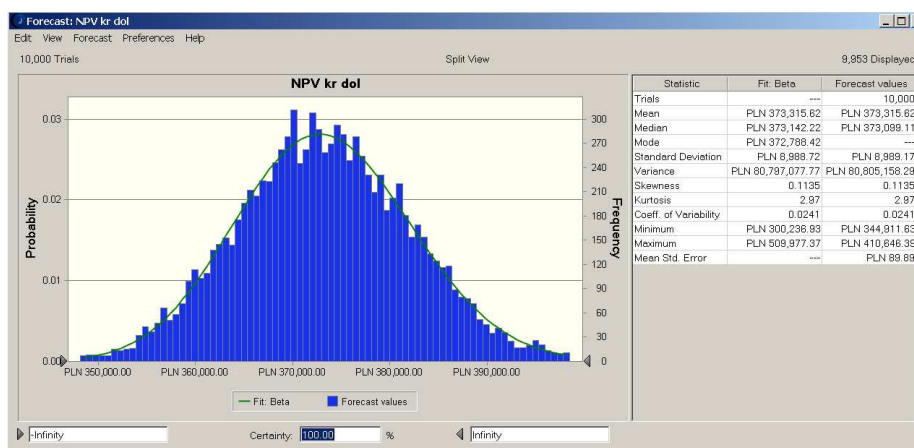 Forecast: NPV kr dol
Edit View Forecast Preferences Help
10,000 Trials Split View 9,953 Displayed
NPV kr dol
Probability
0.03
0.02
0.01
0.00
300
270
240
210
180
150
120
90
60
30
0
Frequency
PLN 350,000.00 PLN 360,000.00 PLN 370,000.00 PLN 380,000.00 PLN 390,000.00
Fit: Beta Forecast values
Statistic Fit: Beta Forecast values
Trials --- 10,000
Mean PLN 373,315.62 PLN 373,315.62
Median PLN 373,142.22 PLN 373,099.11
Mode PLN 372,788.42 ---
Standard Deviation PLN 8,988.72 PLN 8,989.17
Variance PLN 80,797,077.77 PLN 80,805,158.29
Skewness 0.1135 0.1135
Kurtosis 2.97 2.97
Coeff. of Variability 0.0241 0.0241
Minimum PLN 300,236.93 PLN 344,911.63
Maximum PLN 509,977.37 PLN 410,646.39
Mean Std. Error --- PLN 89.89
-Infinity Certainty: 100.00 % Infinity